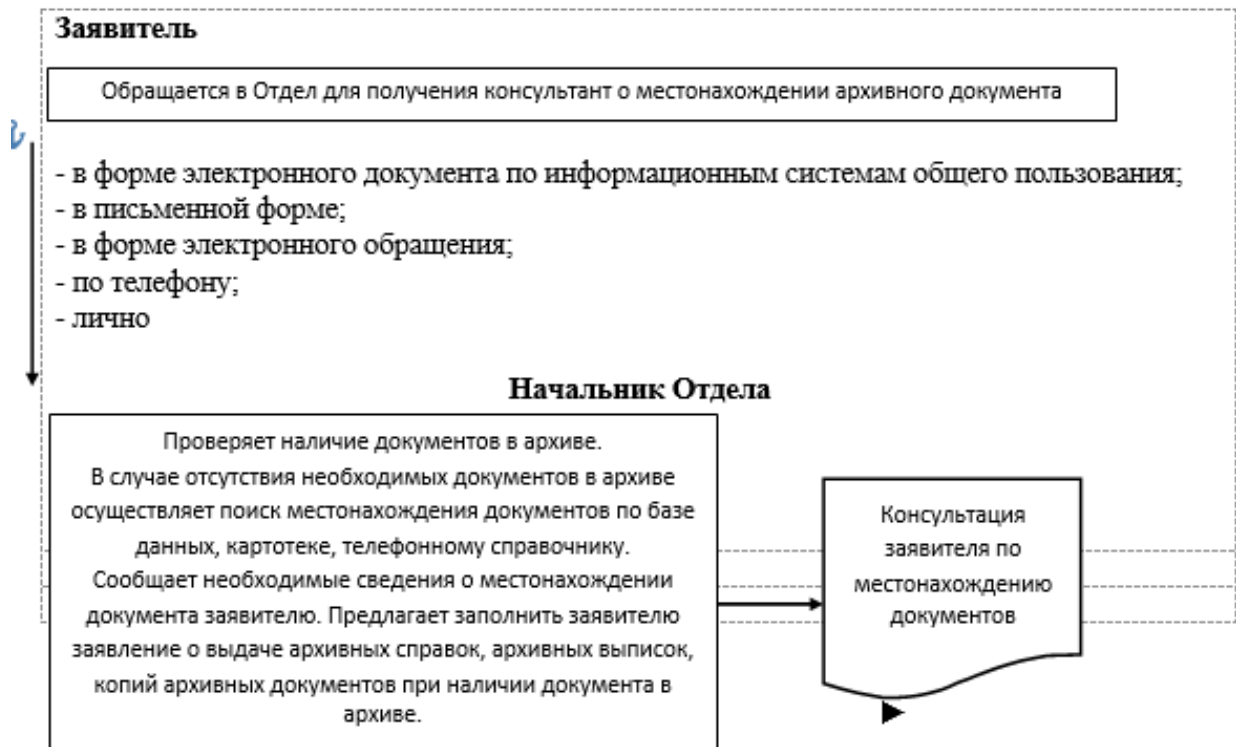 Заявитель
Обращается в Отдел для получения консультант о местонахождении архивного документа
- в форме электронного документа по информационным системам общего пользования;
- в письменной форме;
- в форме электронного обращения;
- по телефону;
- лично
Начальник Отдела
Проверяет наличие документов в архиве.
В случае отсутствия необходимых документов в архиве
осуществляет поиск местонахождения документов по базе
данных, картотеке, телефонному справочнику.
Сообщает необходимые сведения о местонахождении
документа заявителю. Предлагает заполнить заявителю
заявление о выдаче архивных справок, архивных выписок,
копий архивных документов при наличии документа в
архиве.
Консультация
заявителя по
местонахождению
документов